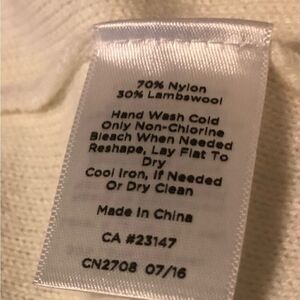 70% Nylon
30% Lambswool
Hand Wash Cold
Only Non-Chlorine
Bleach When Needed
Reshape, Lay Flat To
Dry
Cool Iron, If Needed
Or Dry Clean
Made In China
CA #23147
CN2708 07/16